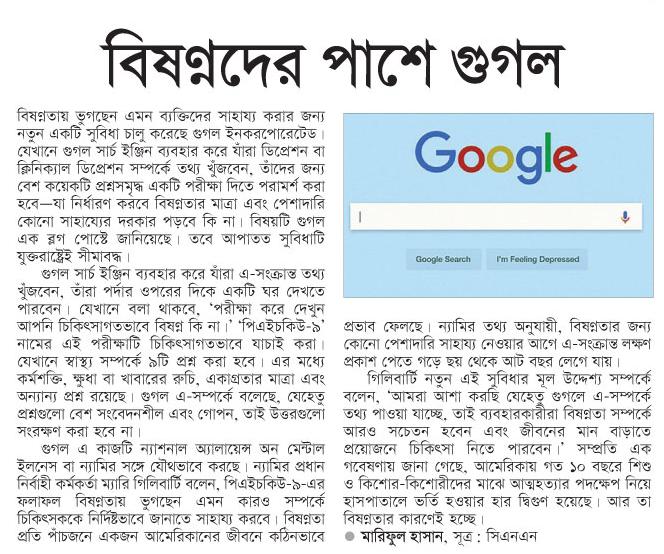 বিষণ্নদের পাশে গুগল
বিষণ্নতায় ভুগছেন এমন ব্যক্তিদের সাহায্য করার জন্য
নতুন একটি সুবিধা চালু করেছে গুগল ইনকরপোরেটেড।
যেখানে গুগল সার্চ ইঞ্জিন ব্যবহার করে যাঁরা ডিপ্রেশন বা
ক্লিনিক্যাল ডিপ্রেশন সম্পর্কে তথ্য খুঁজবেন, তাঁদের জন্য
বেশ কয়েকটি প্রশ্নসমৃদ্ধ একটি পরীক্ষা দিতে পরামর্শ করা
হবে—যা নির্ধারণ করবে বিষণ্নতার মাত্রা এবং পেশাদারি
কোনো সাহায্যের দরকার পড়বে কি না। বিষয়টি গুগল
এক ব্লগ পোস্টে জানিয়েছে। তবে আপাতত সুবিধাটি
যুক্তরাষ্ট্রেই সীমাবদ্ধ।
গুগল সার্চ ইঞ্জিন ব্যবহার করে যাঁরা এ-সংক্রান্ত তথ্য
খুঁজবেন, তাঁরা পর্দার ওপরের দিকে একটি ঘর দেখতে
পারবেন। যেখানে বলা থাকবে, ‘পরীক্ষা করে দেখুন
আপনি চিকিৎসাগতভাবে বিষণ্ন কি না।’ ‘পিএইচকিউ-৯’
নামের এই পরীক্ষাটি চিকিৎসাগতভাবে যাচাই করা।
যেখানে স্বাস্থ্য সম্পর্কে ৯টি প্রশ্ন করা হবে। এর মধ্যে
কর্মশক্তি, ক্ষুধা বা খাবারের রুচি, একাগ্রতার মাত্রা এবং
অন্যান্য প্রশ্ন রয়েছে। গুগল এ-সম্পর্কে বলেছে, যেহেতু
প্রশ্নগুলো বেশ সংবেদনশীল এবং গোপন, তাই উত্তরগুলো
সংরক্ষণ করা হবে না।
গুগল এ কাজটি ন্যাশনাল অ্যালায়েন্স অন মেন্টাল
ইলনেস বা ন্যামির সঙ্গে যৌথভাবে করছে। ন্যামির প্রধান
নির্বাহী কর্মকর্তা ম্যারি গিলিবার্টি বলেন, পিএইচকিউ-৯-এর
ফলাফল বিষণ্নতায় ভুগছেন এমন কারও সম্পর্কে
চিকিৎসককে নির্দিষ্টভাবে জানাতে সাহায্য করবে। বিষণ্নতা
প্রতি পাঁচজনে একজন আমেরিকানের জীবনে কঠিনভাবে
Google
Google Search
I'm Feeling Depressed
প্রভাব ফেলছে। ন্যামির তথ্য অনুযায়ী, বিষণ্নতার জন্য
কোনো পেশাদারি সাহায্য নেওয়ার আগে এ-সংক্রান্ত লক্ষণ
প্রকাশ পেতে গড়ে ছয় থেকে আট বছর লেগে যায়।
গিলিবার্টি নতুন এই সুবিধার মূল উদ্দেশ্য সম্পর্কে
বলেন, ‘আমরা আশা করছি যেহেতু গুগলে এ-সম্পর্কে
তথ্য পাওয়া যাচ্ছে, তাই ব্যবহারকারীরা বিষণ্নতা সম্পর্কে
আরও সচেতন হবেন এবং জীবনের মান বাড়াতে
প্রয়োজনে চিকিৎসা নিতে পারবেন।’ সম্প্রতি এক
গবেষণায় জানা গেছে, আমেরিকায় গত ১০ বছরে শিশু
ও কিশোর-কিশোরীদের মাঝে আত্মহত্যার পদক্ষেপ নিয়ে
হাসপাতালে ভর্তি হওয়ার হার দ্বিগুণ হয়েছে। আর তা
বিষণ্নতার কারণেই হচ্ছে।
● মারিফুল হাসান, সূত্র : সিএনএন